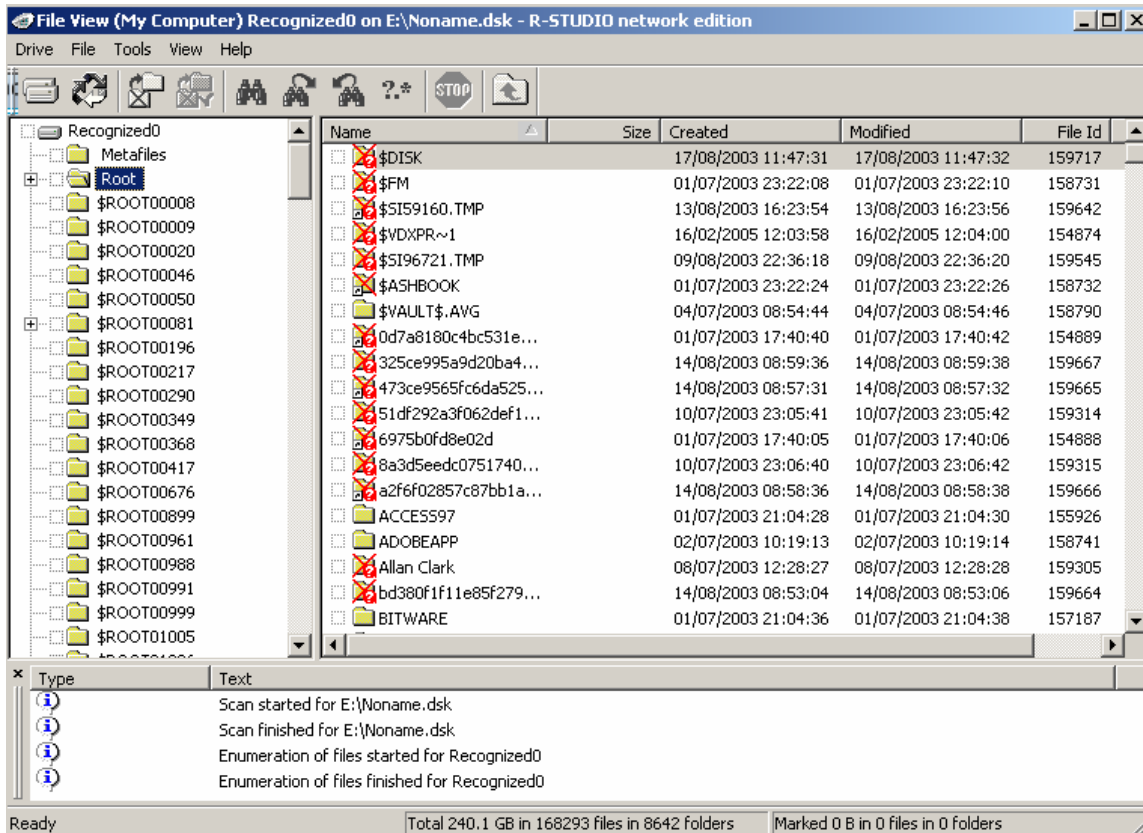 File View (My Computer) Recognized0 on E:\Noname.dsk - R-STUDIO network edition
Drive File Tools View Help
?.* STOP
Recognized0
Metafiles
Root
$ROOT00008
$ROOT00009
$ROOT00020
$ROOT00046
$ROOT00050
$ROOT00081
$ROOT00196
$ROOT00217
$ROOT00290
$ROOT00349
$ROOT00368
$ROOT00417
$ROOT00676
$ROOT00899
$ROOT00961
$ROOT00988
$ROOT00991
$ROOT00999
$ROOT01005
Name Size Created Modified File Id
$DISK 17/08/2003 11:47:31 17/08/2003 11:47:32 159717
$FM 01/07/2003 23:22:08 01/07/2003 23:22:10 158731
$SI59160.TMP 13/08/2003 16:23:54 13/08/2003 16:23:56 159642
$VDXPR~1 16/02/2005 12:03:58 16/02/2005 12:04:00 154874
$SI96721.TMP 09/08/2003 22:36:18 09/08/2003 22:36:20 159545
$ASHBOOK 01/07/2003 23:22:24 01/07/2003 23:22:26 158732
$VAULT$.AVG 04/07/2003 08:54:44 04/07/2003 08:54:46 158790
0d7a8180c4bc531e... 01/07/2003 17:40:40 01/07/2003 17:40:42 154889
325ce995a9d20ba4... 14/08/2003 08:59:36 14/08/2003 08:59:38 159667
473ce9565fc6da525... 14/08/2003 08:57:31 14/08/2003 08:57:32 159665
51df292a3f062def1... 10/07/2003 23:05:41 10/07/2003 23:05:42 159314
6975b0fd8e02d 01/07/2003 17:40:05 01/07/2003 17:40:06 154888
8a3d5eedc0751740... 10/07/2003 23:06:40 10/07/2003 23:06:42 159315
a2f6f02857c87bb1a... 14/08/2003 08:58:36 14/08/2003 08:58:38 159666
ACCESS97 01/07/2003 21:04:28 01/07/2003 21:04:30 155926
ADOBEAPP 02/07/2003 10:19:13 02/07/2003 10:19:14 158741
Allan Clark 08/07/2003 12:28:27 08/07/2003 12:28:28 159305
bd380f1f11e85f279... 14/08/2003 08:53:04 14/08/2003 08:53:06 159664
BITWARE 01/07/2003 21:04:36 01/07/2003 21:04:38 157187
Type Text
Scan started for E:\Noname.dsk
Scan finished for E:\Noname.dsk
Enumeration of files started for Recognized0
Enumeration of files finished for Recognized0
Ready Total 240.1 GB in 168293 files in 8642 folders Marked 0 B in 0 files in 0 folders